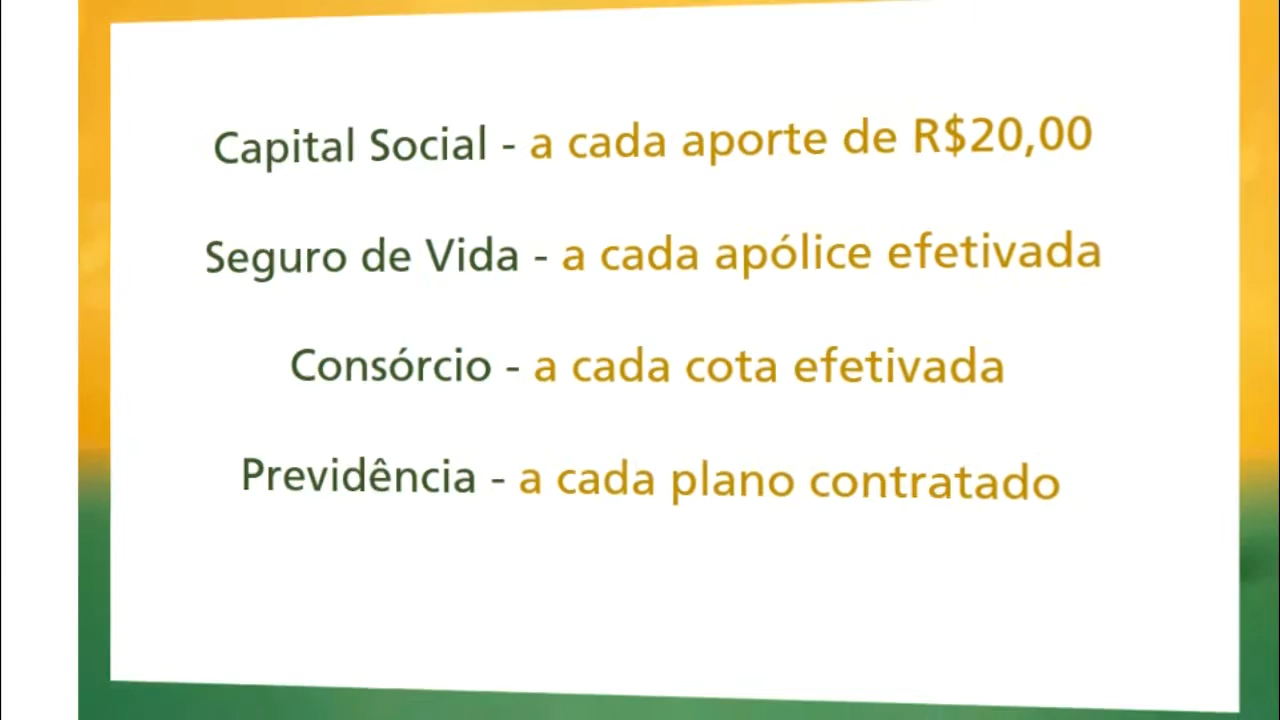 Capital Social - a cada aporte de R$20,00
Seguro de Vida - a cada apólice efetivada
Consórcio - a cada cota efetivada
Previdência - a cada plano contratado